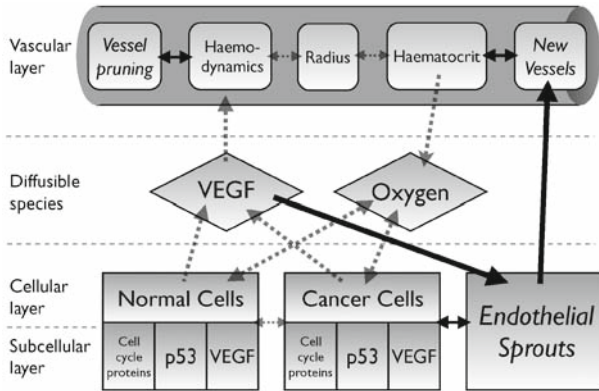 Vascular
layer
Vessel
pruning
Haemo-
dynamics
Radius
Haematocrit
New
Vessels
Diffusible
species
VEGF
Oxygen
Cellular
layer
Normal Cells
Cancer Cells
Endothelial
Sprouts
Subcellular
layer
Cell
cycle
proteins
p53
VEGF
Cell
cycle
proteins
p53
VEGF